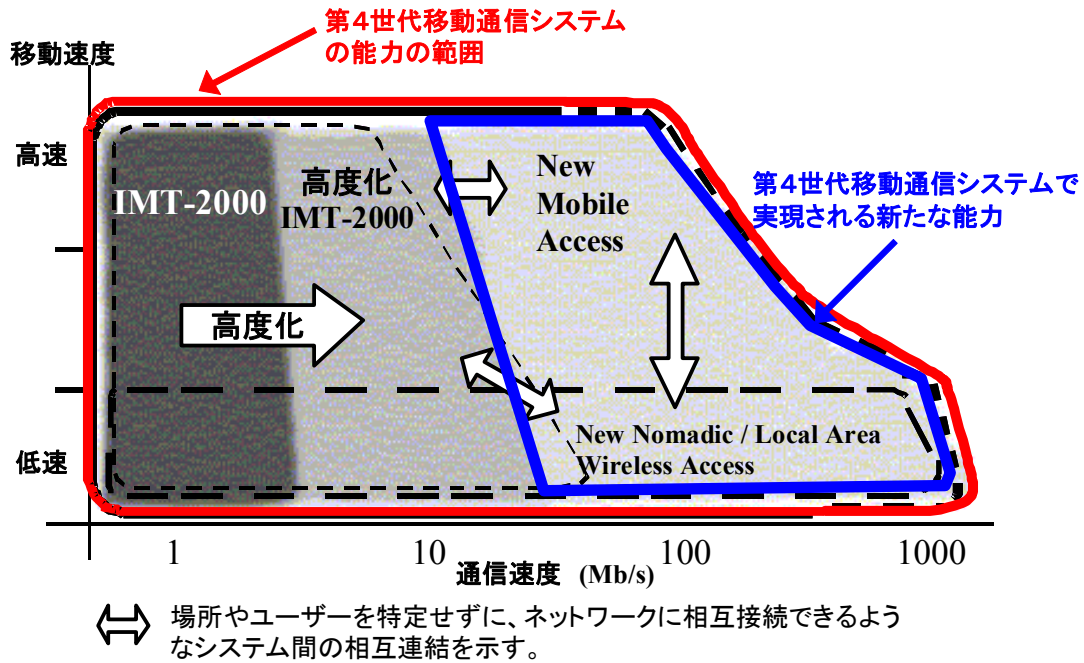 第４世代移動通信システム
の能力の範囲
移動速度
高速
低速
IMT-2000
高度化
IMT-2000
高度化
New
Mobile
Access
第４世代移動通信システムで
実現される新たな能力
New Nomadic / Local Area
Wireless Access
1
10
100
1000
通信速度 (Mb/s)
場所やユーザーを特定せずに、ネットワークに相互接続できるよう
なシステム間の相互連結を示す。